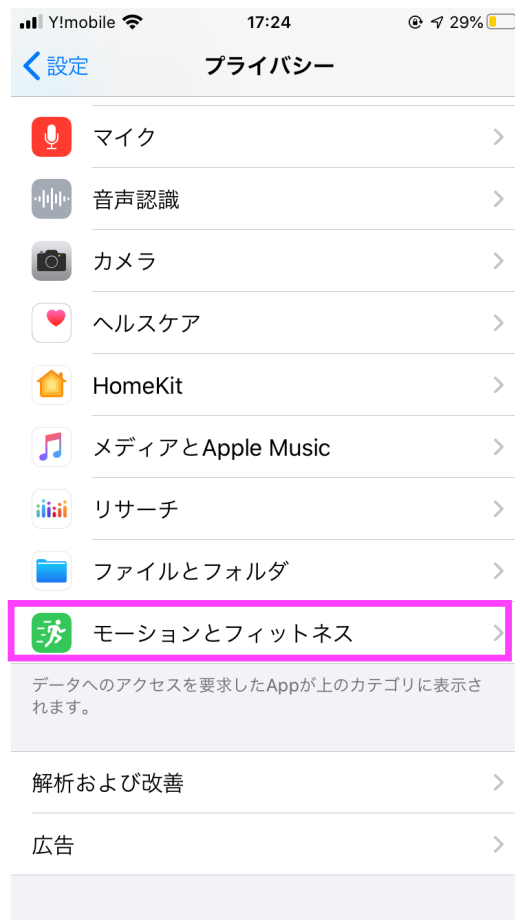 Y!mobile 17:24 29%
設定 プライバシー
マイク
音声認識
カメラ
ヘルスケア
HomeKit
メディアとApple Music
リサーチ
ファイルとフォルダ
モーションとフィットネス
データへのアクセスを要求したAppが上のカテゴリに表示さ
れます。
解析および改善
広告